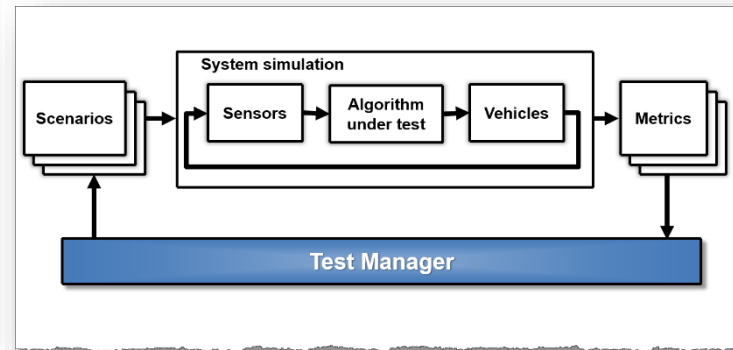 System simulation
Scenarios
Sensors
Algorithm
under test
Vehicles
Metrics
Test Manager